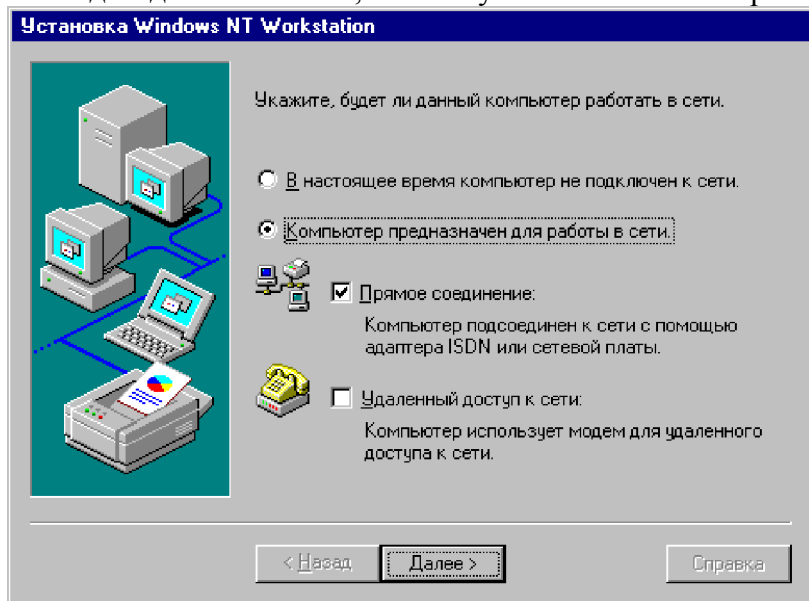 Установка Windows NT Workstation
Укажите, будет ли данный компьютер работать в сети.
В настоящее время компьютер не подключен к сети.
Компьютер предназначен для работы в сети.
Прямое соединение:
Компьютер подсоединен к сети с помощью
адаптера ISDN или сетевой платы.
Удаленный доступ к сети:
Компьютер использует модем для удаленного
доступа к сети.
< Назад Далее > Справка